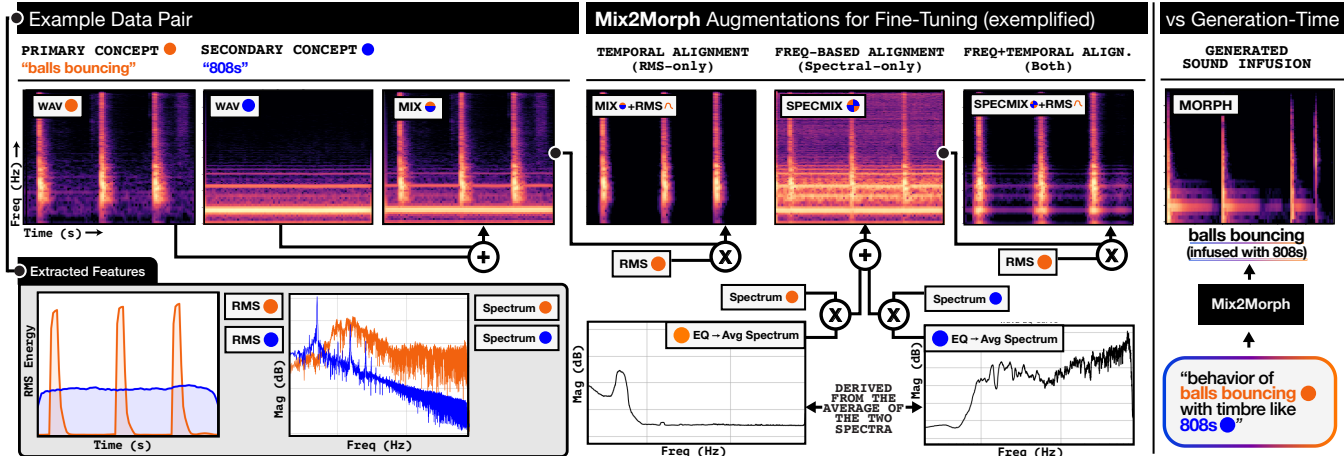 Example Data Pair
PRIMARY CONCEPT
"balls bouncing"
SECONDARY CONCEPT
"808s"
WAV
WAV
MIX
Freq (Hz)
Time (s)
+
Extracted Features
RMS
RMS
RMS Energy
Time (s)
Spectrum
Spectrum
Mag (dB)
Freq (Hz)
Mix2Morph Augmentations for Fine-Tuning (exemplified)
TEMPORAL ALIGNMENT
(RMS-only)
FREQ-BASED ALIGNMENT
(Spectral-only)
FREQ+TEMPORAL ALIGN.
(Both)
MIX +RMS
SPECMIX
SPECMIX +RMS
RMS
X
+
RMS
X
Spectrum
X
X
Spectrum
EQ→Avg Spectrum
EQ→Avg Spectrum
Mag (dB)
Freq (Hz)
DERIVED
FROM THE
AVERAGE OF
THE TWO
SPECTRA
Mag (dB)
Freq (Hz)
vs Generation-Time
GENERATED
SOUND INFUSION
MORPH
balls bouncing
(infused with 808s)
Mix2Morph
"behavior of
balls bouncing
with timbre like
808s "